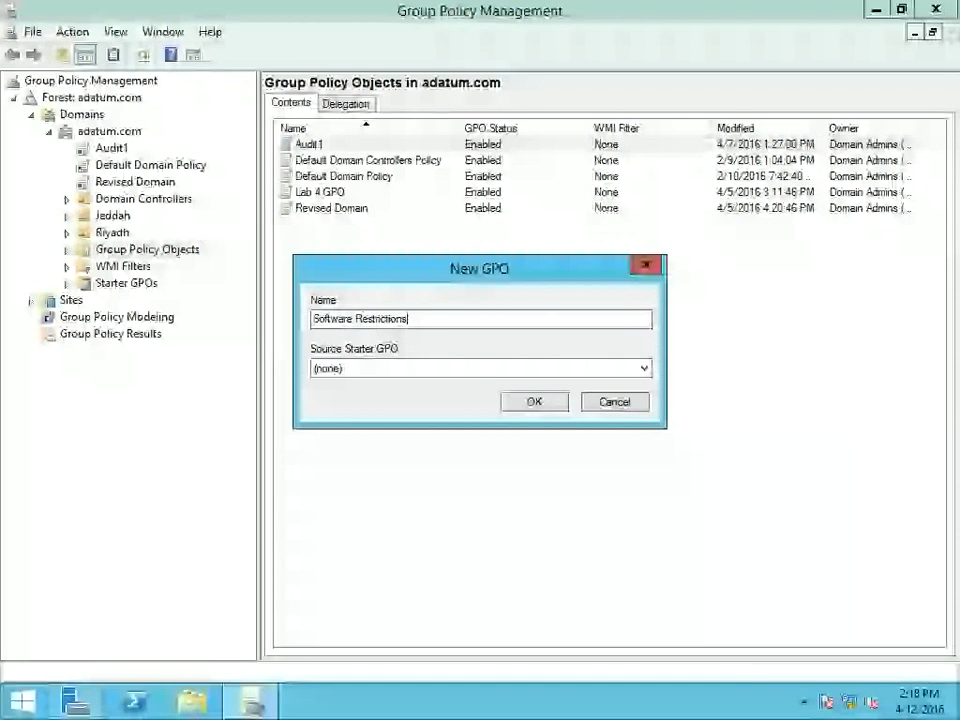 Group Policy Management
File Action View Window Help
Group Policy Management
Forest: adatum.com
Domains
adatum.com
Audit1
Default Domain Policy
Revised Domain
Domain Controllers
Jeddah
Riyadh
Group Policy Objects
WMI Filters
Starter GPOs
Sites
Group Policy Modeling
Group Policy Results
Group Policy Objects in adatum.com
Contents Delegation
Name GPO Status WMI Filter Modified Owner
Audit1 Enabled None 4/7/2016 1:27:00 PM Domain Admins (...
Default Domain Controllers Policy Enabled None 2/9/2016 1:04:04 PM Domain Admins (...
Default Domain Policy Enabled None 2/10/2016 7:42:40 ... Domain Admins (...
Lab 4 GPO Enabled None 4/5/2016 3:11:46 PM Domain Admins (...
Revised Domain Enabled None 4/5/2016 4:20:46 PM Domain Admins (...
New GPO
Name
Software Restrictions
Source Starter GPO
(none)
OK Cancel
2:18 PM
4/12/2016